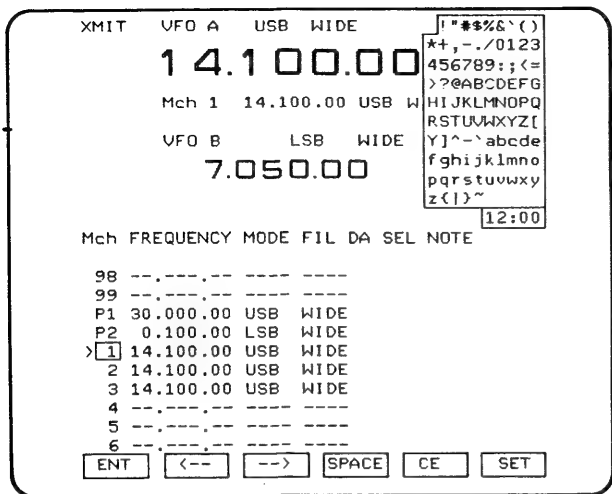 XMIT VFO A USB WIDE
14.100.00
Mch 1 14.100.00 USB W
VFO B LSB WIDE
7.050.00
!"#$%&`()
*+,-./0123
456789:;<=
>?@ABCDEFG
HIJKLMNOPQ
RSTUVWXYZ[
Y]^-`abcde
fghijklmno
pqrstuvwxy
z{|}~
12:00
Mch FREQUENCY MODE FIL DA SEL NOTE
98 --.---.-- ---- ----
99 --.---.-- ---- ----
P1 30.000.00 USB WIDE
P2 0.100.00 LSB WIDE
>1 14.100.00 USB WIDE
2 14.100.00 USB WIDE
3 14.100.00 USB WIDE
4 --.---.-- ---- ----
5 --.---.-- ---- ----
6 --.---.-- ---- ----
ENT <-- --> SPACE CE SET